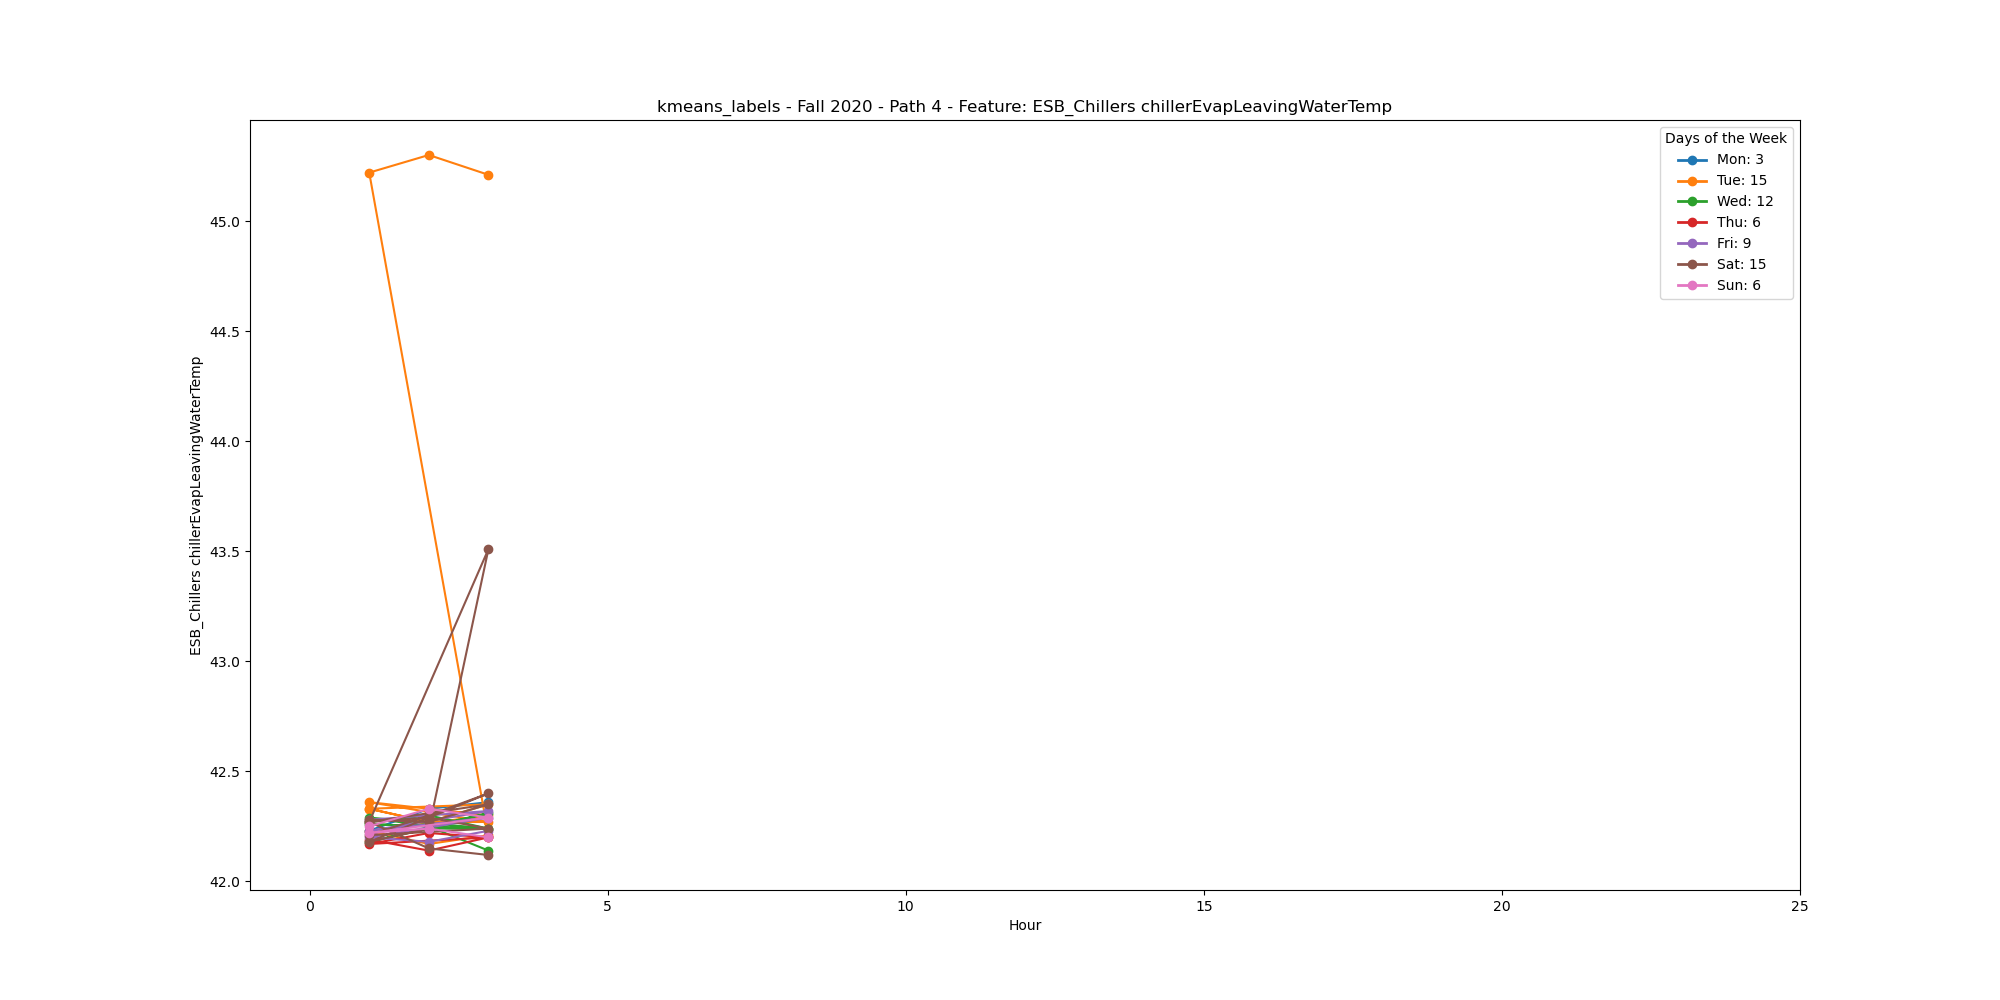 kmeans_labels - Fall 2020 - Path 4 - Feature: ESB_Chillers chillerEvapLeavingWaterTemp
Days of the Week
Mon: 3
Tue: 15
Wed: 12
Thu: 6
Fri: 9
Sat: 15
Sun: 6
ESB_Chillers chillerEvapLeavingWaterTemp
45.0
44.5
44.0
43.5
43.0
42.5
42.0
0 5 10 15 20 25
Hour